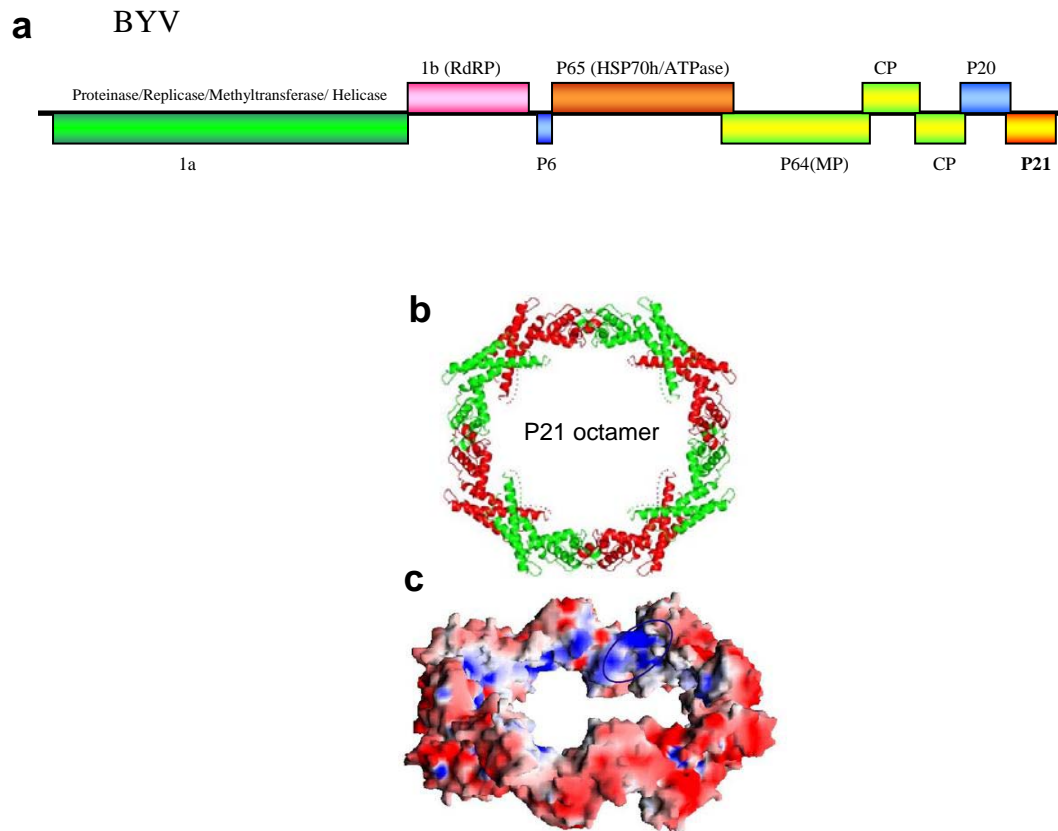 a
BYV
1b (RdRP)
P65 (HSP70h/ATPase)
CP
P20
Proteinase/Replicase/Methyltransferase/ Helicase
1a
P6
P64(MP)
CP
P21
b
P21 octamer
c